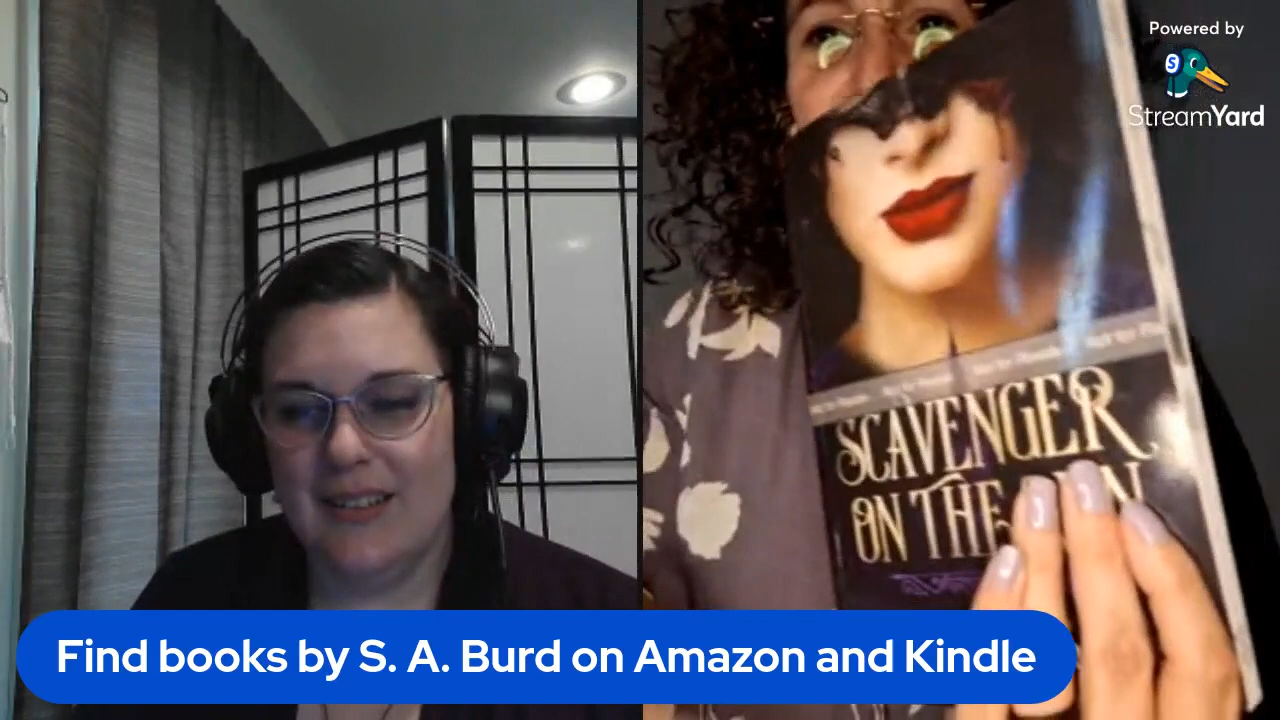 Powered by
StreamYard
SCAVENGER
ON THE
Find books by S. A. Burd on Amazon and Kindle